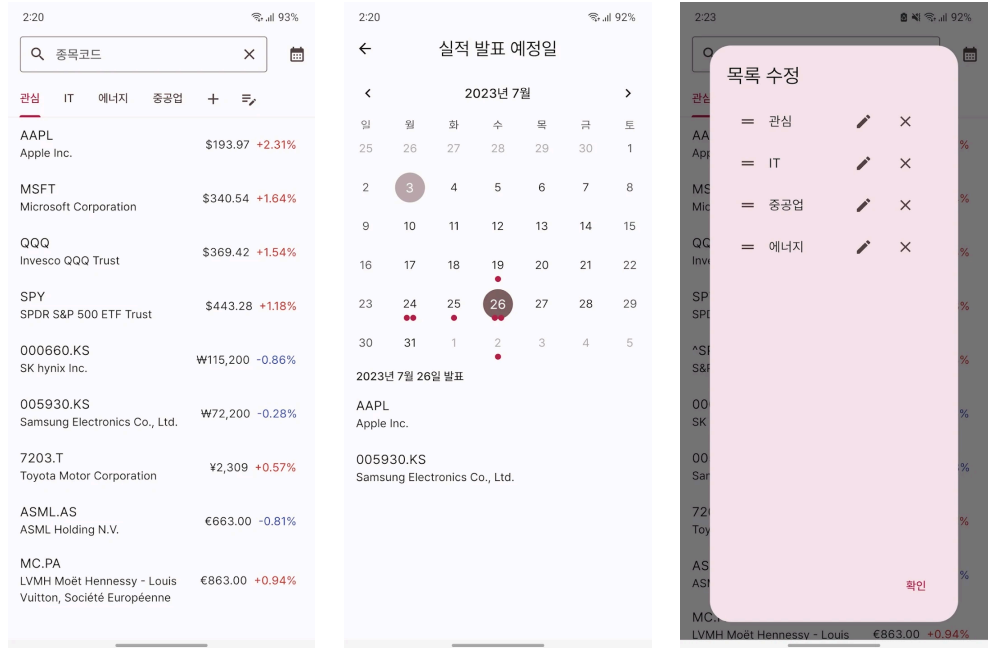 2:20
93%
종목코드
관심 IT 에너지 중공업
AAPL
Apple Inc.
$193.97 +2.31%
MSFT
Microsoft Corporation
$340.54 +1.64%
QQQ
Invesco QQQ Trust
$369.42 +1.54%
SPY
SPDR S&P 500 ETF Trust
$443.28 +1.18%
000660.KS
SK hynix Inc.
₩115,200 -0.86%
005930.KS
Samsung Electronics Co., Ltd.
₩72,200 -0.28%
7203.T
Toyota Motor Corporation
¥2,309 +0.57%
ASML.AS
ASML Holding N.V.
€663.00 -0.81%
MC.PA
LVMH Moët Hennessy - Louis
Vuitton, Société Européenne
€863.00 +0.94%
2:20
92%
실적 발표 예정일
2023년 7월
일 월 화 수 목 금 토
25 26 27 28 29 30 1
2 3 4 5 6 7 8
9 10 11 12 13 14 15
16 17 18 19 20 21 22
23 24 25 26 27 28 29
30 31 1 2 3 4 5
2023년 7월 26일 발표
AAPL
Apple Inc.
005930.KS
Samsung Electronics Co., Ltd.
2:23
92%
목록 수정
관심
IT
중공업
에너지
확인
LVMH Moët Hennessy - Louis
€863.00 +0.94%